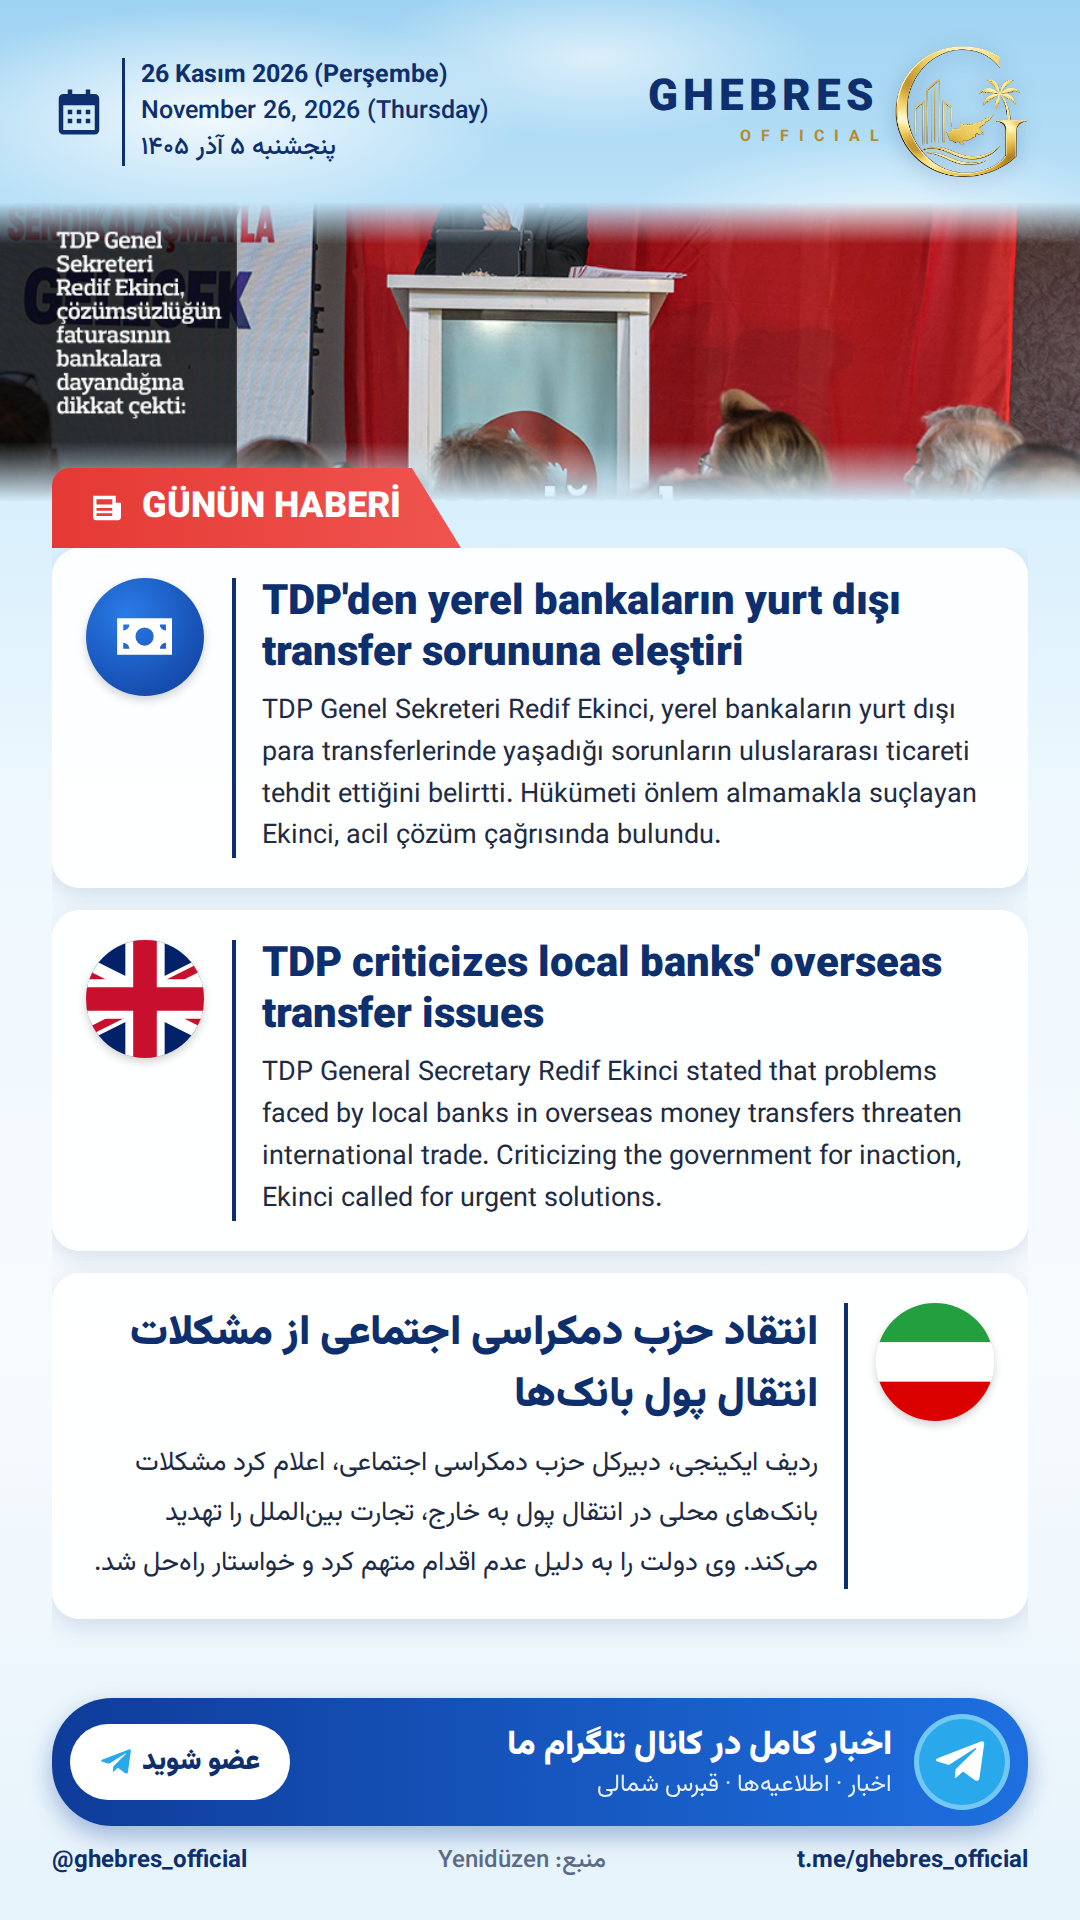 26 Kasım 2026 (Perşembe)
November 26, 2026 (Thursday)
پنجشنبه ۵ آذر ۱۴۰۵
GHEBRES
OFFICIAL
SENDİKALAŞMAYLA
GELECEK
TDP Genel
Sekreteri
Redif Ekinci,
çözümsüzlüğün
faturasının
bankalara
dayandığına
dikkat çekti:
GÜNÜN HABERİ
TDP'den yerel bankaların yurt dışı
transfer sorununa eleştiri
TDP Genel Sekreteri Redif Ekinci, yerel bankaların yurt dışı
para transferlerinde yaşadığı sorunların uluslararası ticareti
tehdit ettiğini belirtti. Hükümeti önlem almamakla suçlayan
Ekinci, acil çözüm çağrısında bulundu.
TDP criticizes local banks' overseas
transfer issues
TDP General Secretary Redif Ekinci stated that problems
faced by local banks in overseas money transfers threaten
international trade. Criticizing the government for inaction,
Ekinci called for urgent solutions.
انتقاد حزب دمکراسی اجتماعی از مشکلات
انتقال پول بانک‌ها
ردیف ایکینجی، دبیرکل حزب دمکراسی اجتماعی، اعلام کرد مشکلات
بانک‌های محلی در انتقال پول به خارج، تجارت بین‌الملل را تهدید
می‌کند. وی دولت را به دلیل عدم اقدام متهم کرد و خواستار راه‌حل شد.
اخبار کامل در کانال تلگرام ما
اخبار · اطلاعیه‌ها · قبرس شمالی
عضو شوید
@ghebres_official
منبع: Yenidüzen
t.me/ghebres_official